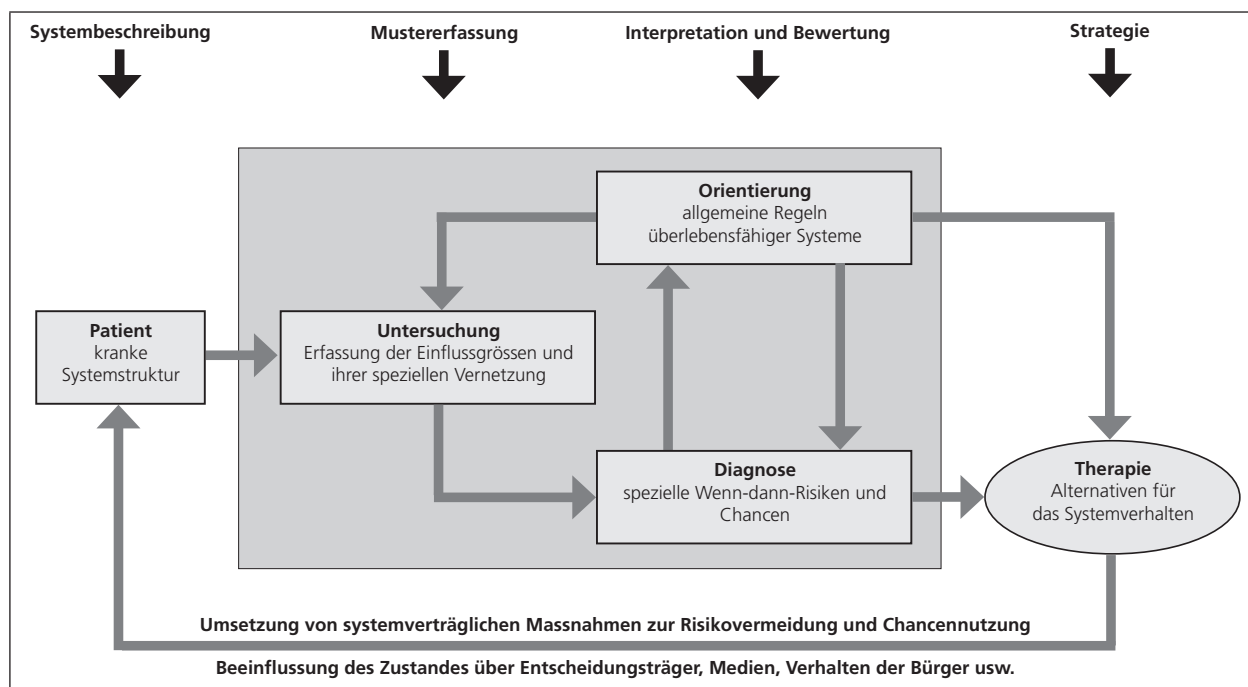 Systembeschreibung
Mustererfassung
Interpretation und Bewertung
Strategie
Orientierung
allgemeine Regeln
überlebensfähiger Systeme
Patient
kranke
Systemstruktur
Untersuchung
Erfassung der Einflussgrössen und
ihrer speziellen Vernetzung
Diagnose
spezielle Wenn-dann-Risiken und
Chancen
Therapie
Alternativen für
das Systemverhalten
Umsetzung von systemverträglichen Massnahmen zur Risikovermeidung und Chancennutzung
Beeinflussung des Zustandes über Entscheidungsträger, Medien, Verhalten der Bürger usw.